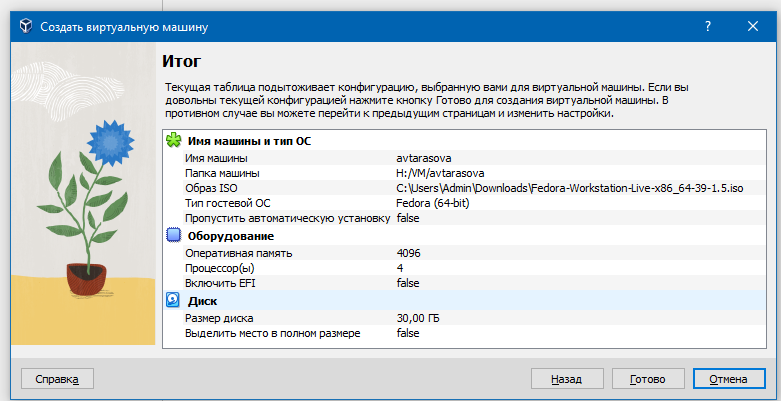 Создать виртуальную машину
Итог
Текущая таблица подытоживает конфигурацию, выбранную вами для виртуальной машины. Если вы
довольны текущей конфигурацией нажмите кнопку Готово для создания виртуальной машины. В
противном случае вы можете перейти к предыдущим страницам и изменить настройки.
Имя машины и тип ОС
Имя машины avtarasova
Папка машины H:/VM/avtarasova
Образ ISO C:\Users\Admin\Downloads\Fedora-Workstation-Live-x86_64-39-1.5.iso
Тип гостевой ОС Fedora (64-bit)
Пропустить автоматическую установку false
Оборудование
Оперативная память 4096
Процессор(ы) 4
Включить EFI false
Диск
Размер диска 30,00 ГБ
Выделить место в полном размере false
Справка Назад Готово Отмена